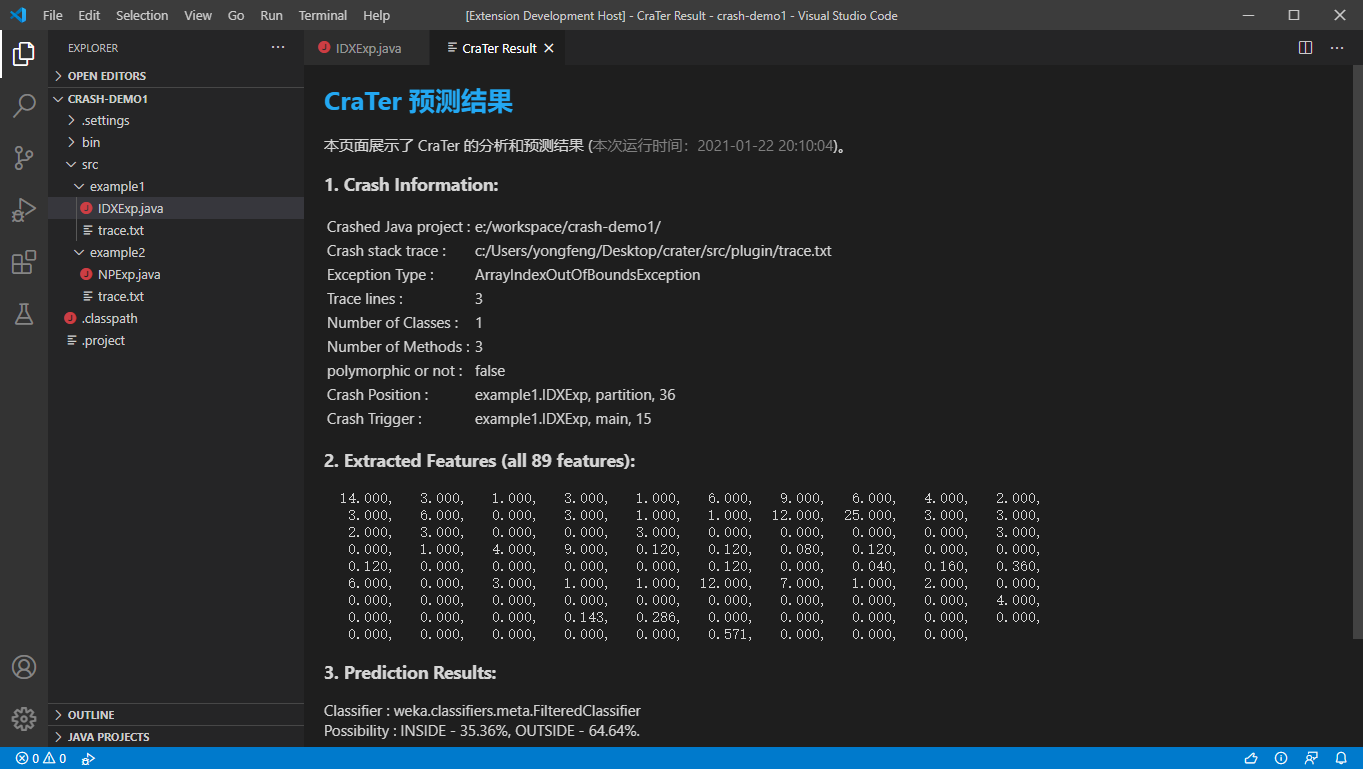 File Edit Selection View Go Run Terminal Help [Extension Development Host] - CraTer Result - crash-demo1 - Visual Studio Code
EXPLORER
OPEN EDITORS
CRASH-DEMO1
.settings
bin
src
example1
IDXExp.java
trace.txt
example2
NPExp.java
trace.txt
.classpath
.project
OUTLINE
JAVA PROJECTS
IDXExp.java CraTer Result
CraTer 预测结果
本页面展示了 CraTer 的分析和预测结果 (本次运行时间：2021-01-22 20:10:04)。
1. Crash Information:
Crashed Java project : e:/workspace/crash-demo1/
Crash stack trace : c:/Users/yongfeng/Desktop/crater/src/plugin/trace.txt
Exception Type : ArrayIndexOutOfBoundsException
Trace lines : 3
Number of Classes : 1
Number of Methods : 3
polymorphic or not : false
Crash Position : example1.IDXExp, partition, 36
Crash Trigger : example1.IDXExp, main, 15
2. Extracted Features (all 89 features):
14.000, 3.000, 1.000, 3.000, 1.000, 6.000, 9.000, 6.000, 4.000, 2.000,
3.000, 6.000, 0.000, 3.000, 1.000, 1.000, 12.000, 25.000, 3.000, 3.000,
2.000, 3.000, 0.000, 0.000, 3.000, 0.000, 0.000, 0.000, 0.000, 3.000,
0.000, 1.000, 4.000, 9.000, 0.120, 0.120, 0.080, 0.120, 0.000, 0.000,
0.120, 0.000, 0.000, 0.000, 0.000, 0.120, 0.000, 0.040, 0.160, 0.360,
6.000, 0.000, 3.000, 1.000, 1.000, 12.000, 7.000, 1.000, 2.000, 0.000,
0.000, 0.000, 0.000, 0.000, 0.000, 0.000, 0.000, 0.000, 0.000, 4.000,
0.000, 0.000, 0.000, 0.143, 0.286, 0.000, 0.000, 0.000, 0.000, 0.000,
0.000, 0.000, 0.000, 0.000, 0.000, 0.571, 0.000, 0.000, 0.000,
3. Prediction Results:
Classifier : weka.classifiers.meta.FilteredClassifier
Possibility : INSIDE - 35.36%, OUTSIDE - 64.64%.
0 0